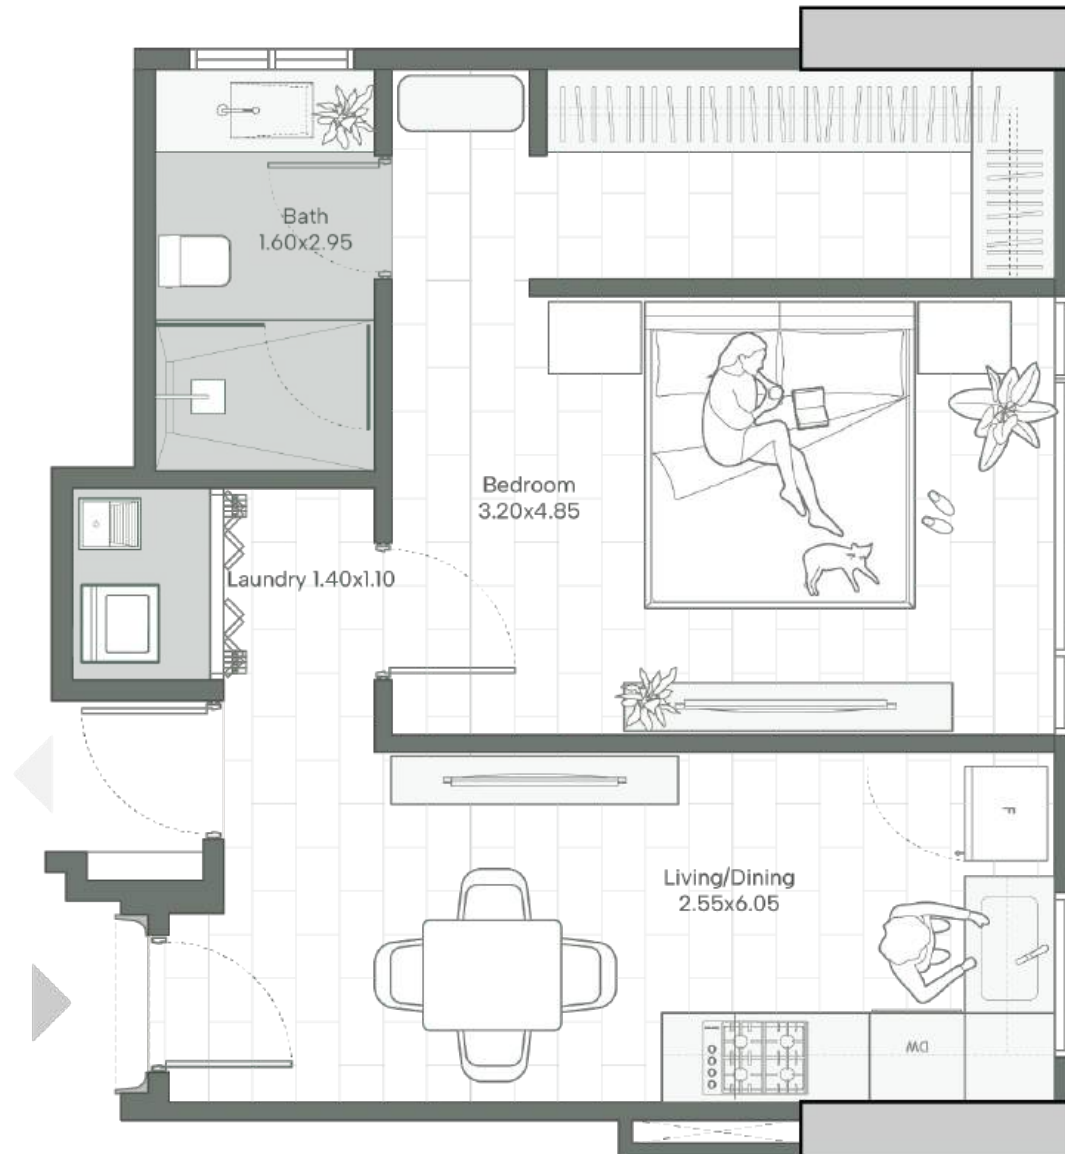 Bath
1.60x2.95
Bedroom
3.20x4.85
Laundry 1.40x1.10
F
Living/Dining
2.55x6.05
DW